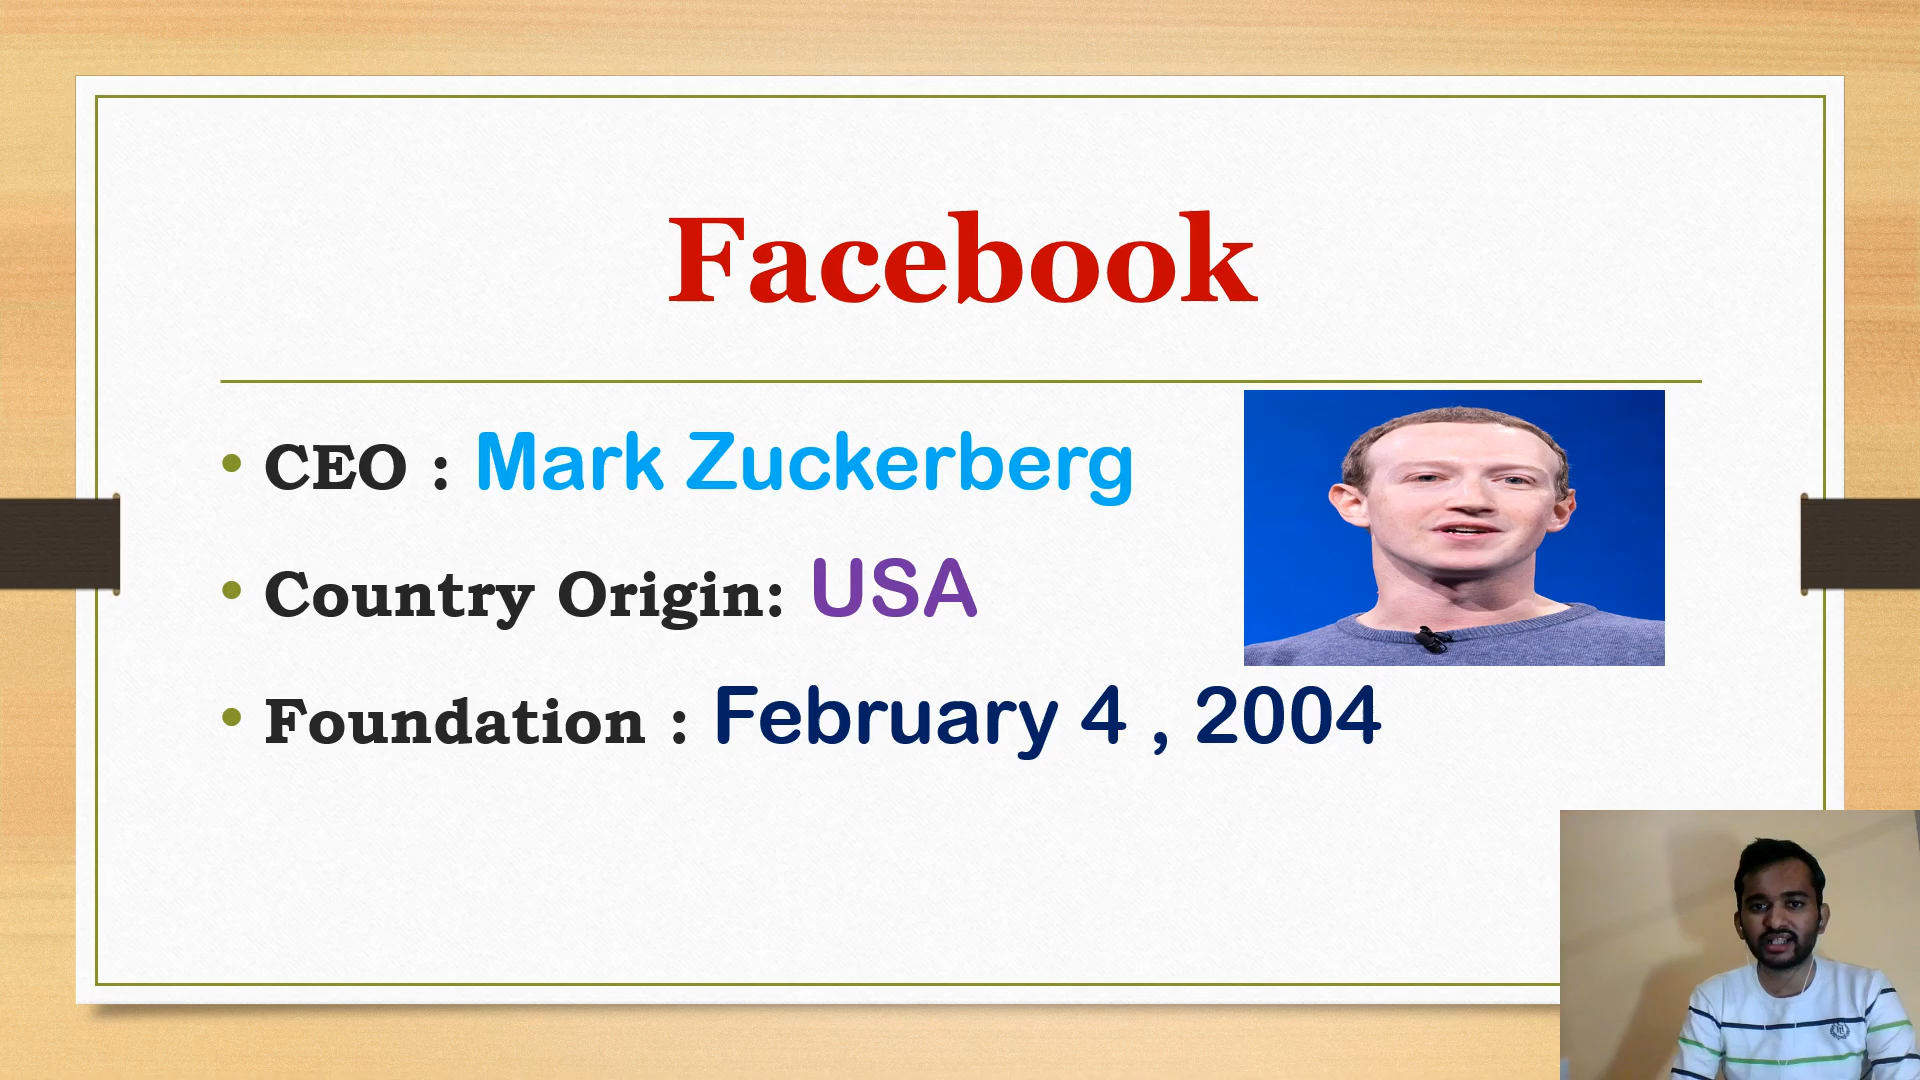 Facebook
• CEO : Mark Zuckerberg
• Country Origin: USA
• Foundation : February 4 , 2004